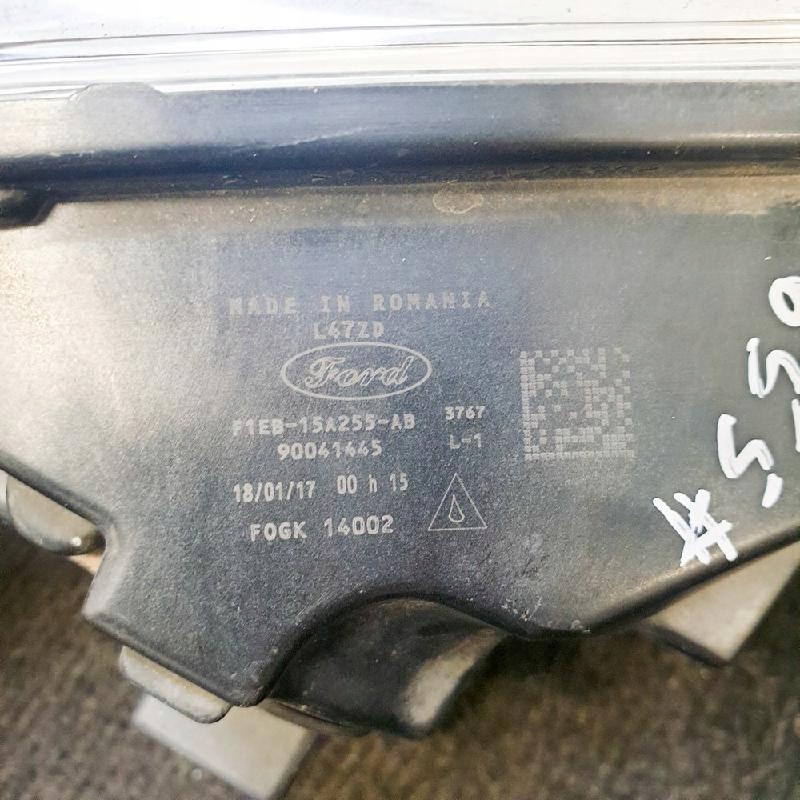 MADE IN ROMANIA
L47ZD
Ford
F1EB-15A255-AB 3767
90041445 L-1
18/01/17 00 h 15
FOGK 14002